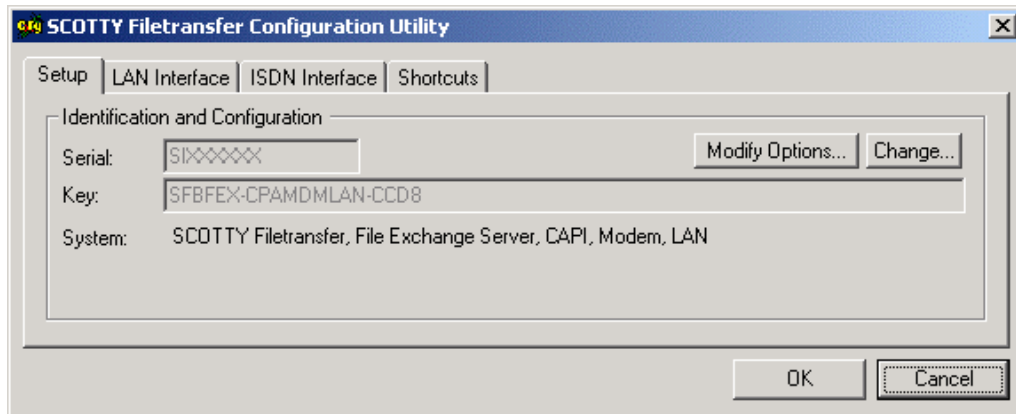 cfg SCOTTY Filetransfer Configuration Utility
Setup LAN Interface ISDN Interface Shortcuts
Identification and Configuration
Serial: SIXXXXXX Modify Options... Change...
Key: SFBFEX-CPAMDMLAN-CCD8
System: SCOTTY Filetransfer, File Exchange Server, CAPI, Modem, LAN
OK Cancel